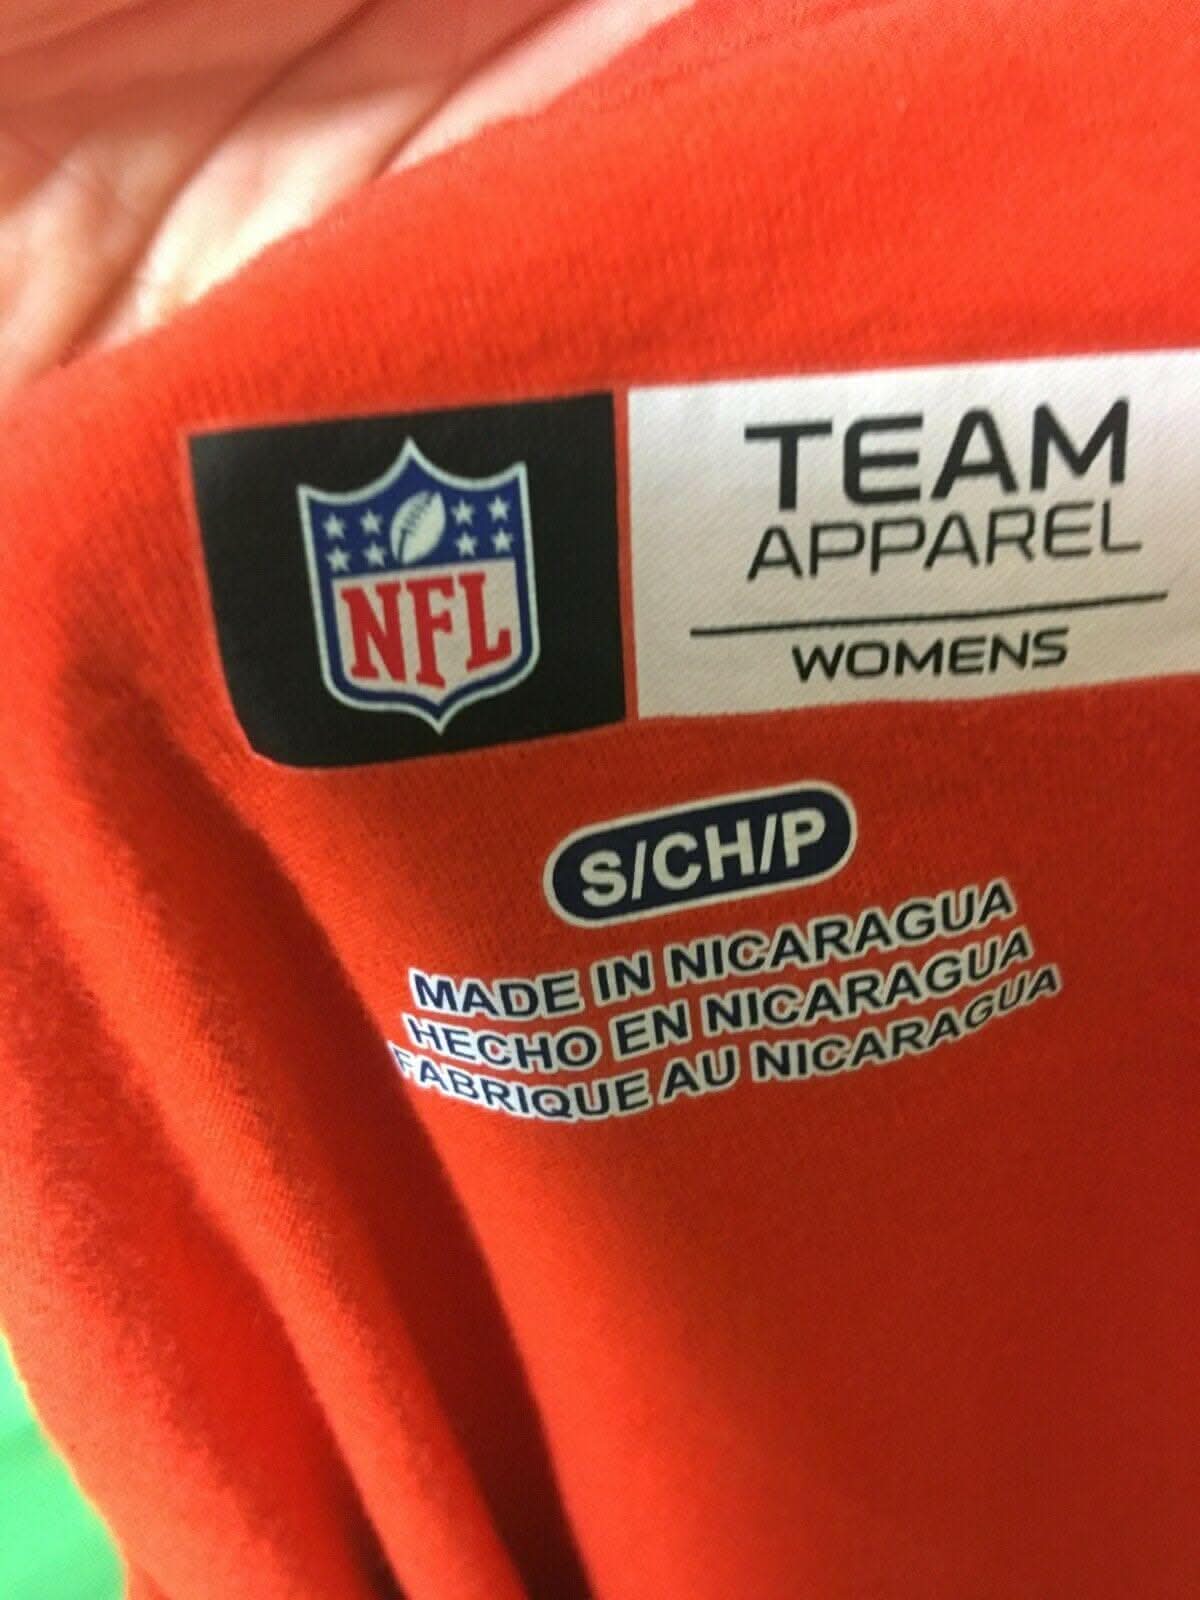 NFL
TEAM
APPAREL
WOMENS
S/CH/P
MADE IN NICARAGUA
HECHO EN NICARAGUA
FABRIQUE AU NICARAGUA